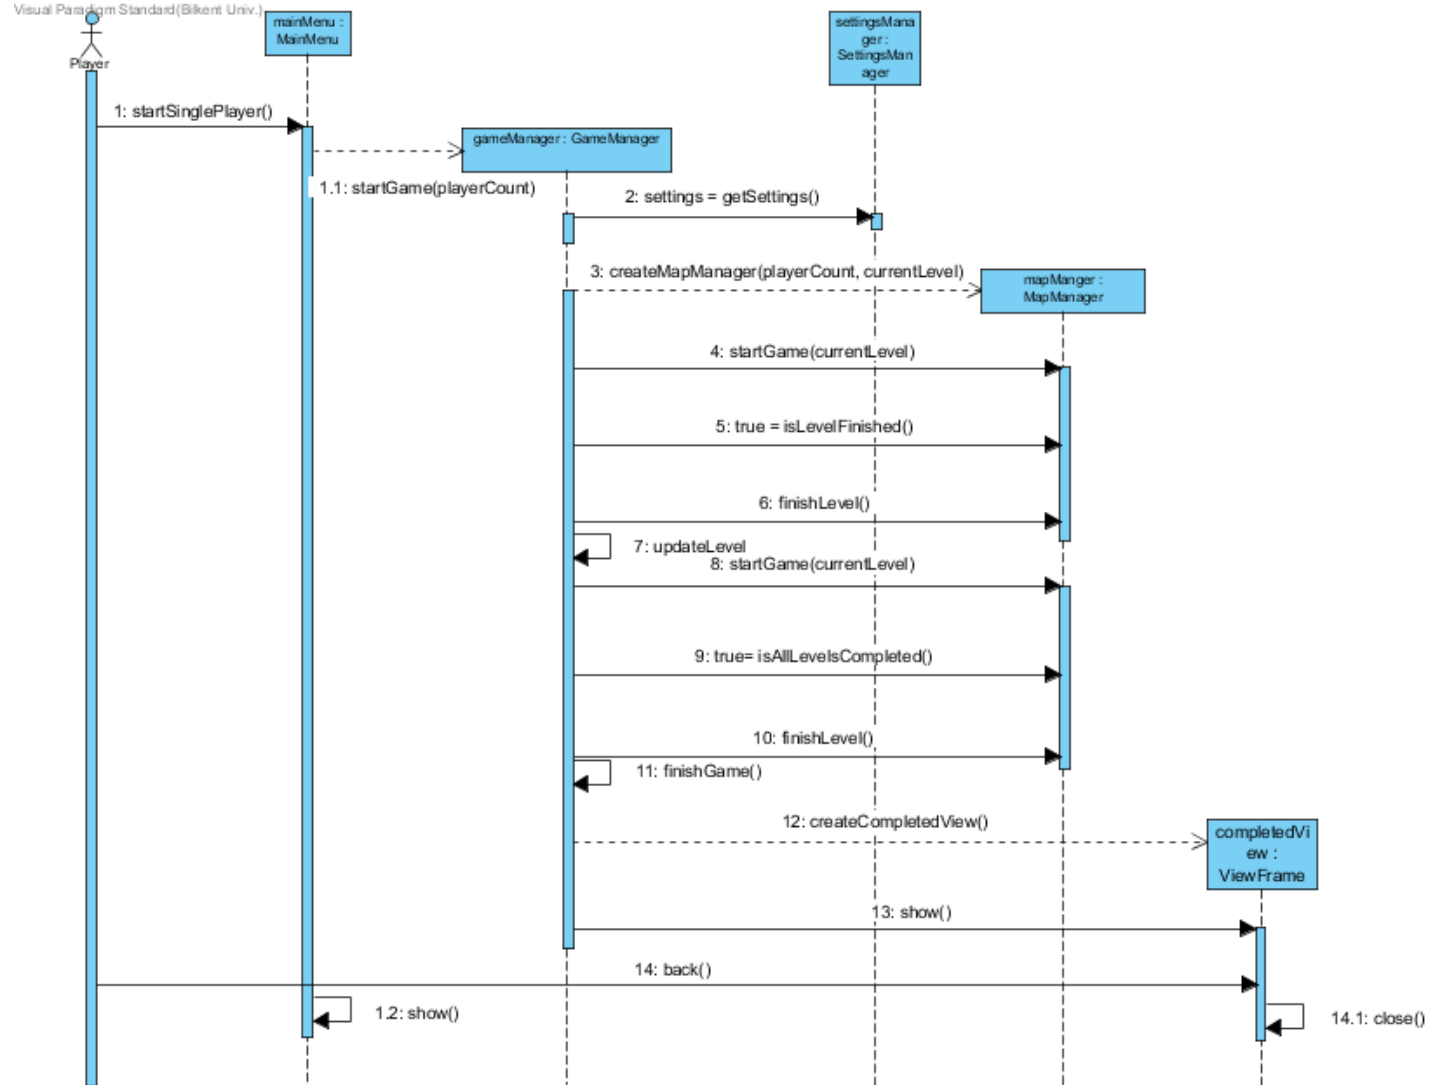 Visual Paradigm Standard(Bilkent Univ.)
Player
mainMenu :
MainMenu
settingsMana
ger :
SettingsMan
ager
1: startSinglePlayer()
gameManager : GameManager
1.1: startGame(playerCount)
2: settings = getSettings()
3: createMapManager(playerCount, currentLevel)
mapManger :
MapManager
4: startGame(currentLevel)
5: true = isLevelFinished()
6: finishLevel()
7: updateLevel
8: startGame(currentLevel)
9: true= isAllLevelsCompleted()
10: finishLevel()
11: finishGame()
12: createCompletedView()
completedVi
ew :
ViewFrame
13: show()
14: back()
1.2: show()
14.1: close()